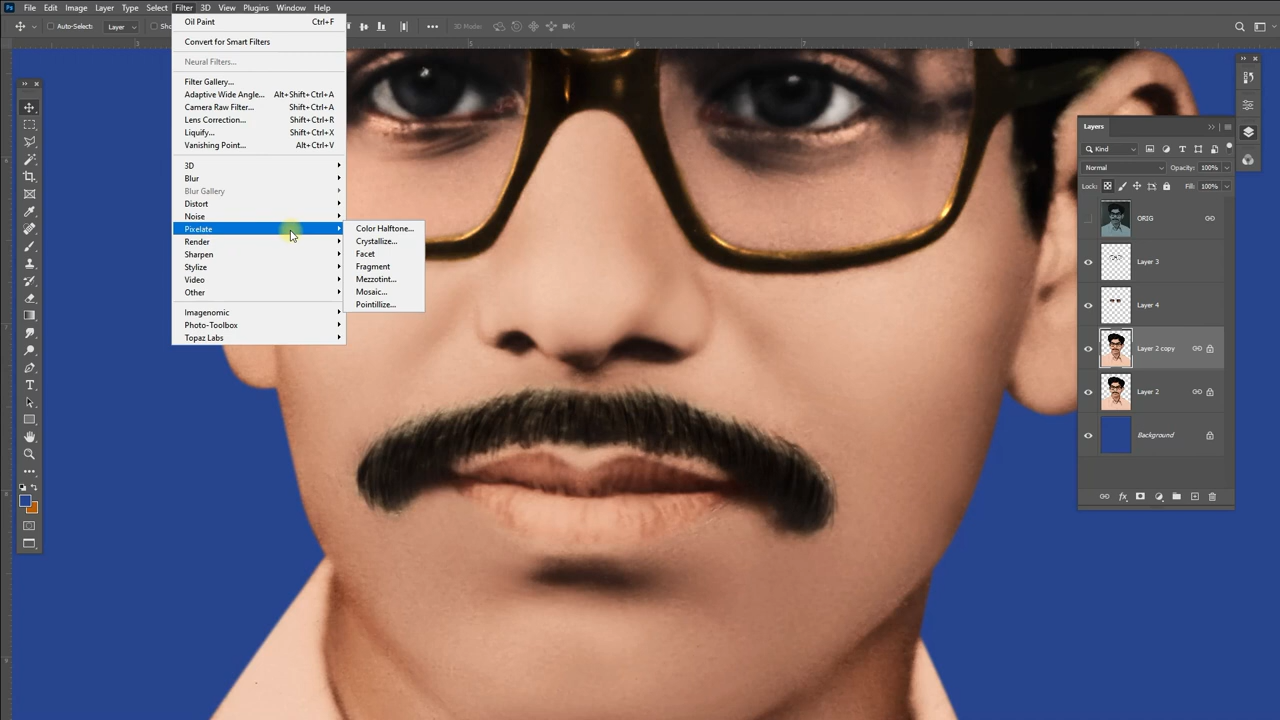 Ps File Edit Image Layer Type Select Filter 3D View Plugins Window Help
Auto-Select: Layer Sho 3D Mode:
Oil Paint Ctrl+F
Convert for Smart Filters
Neural Filters...
Filter Gallery...
Adaptive Wide Angle... Alt+Shift+Ctrl+A
Camera Raw Filter... Shift+Ctrl+A
Lens Correction... Shift+Ctrl+R
Liquify... Shift+Ctrl+X
Vanishing Point... Alt+Ctrl+V
3D
Blur
Blur Gallery
Distort
Noise
Pixelate
Render
Sharpen
Stylize
Video
Other
Imagenomic
Photo-Toolbox
Topaz Labs
Color Halftone...
Crystallize...
Facet
Fragment
Mezzotint...
Mosaic...
Pointillize...
Layers
Kind
Normal Opacity: 100%
Lock: Fill: 100%
ORIG
Layer 3
Layer 4
Layer 2 copy
Layer 2
Background